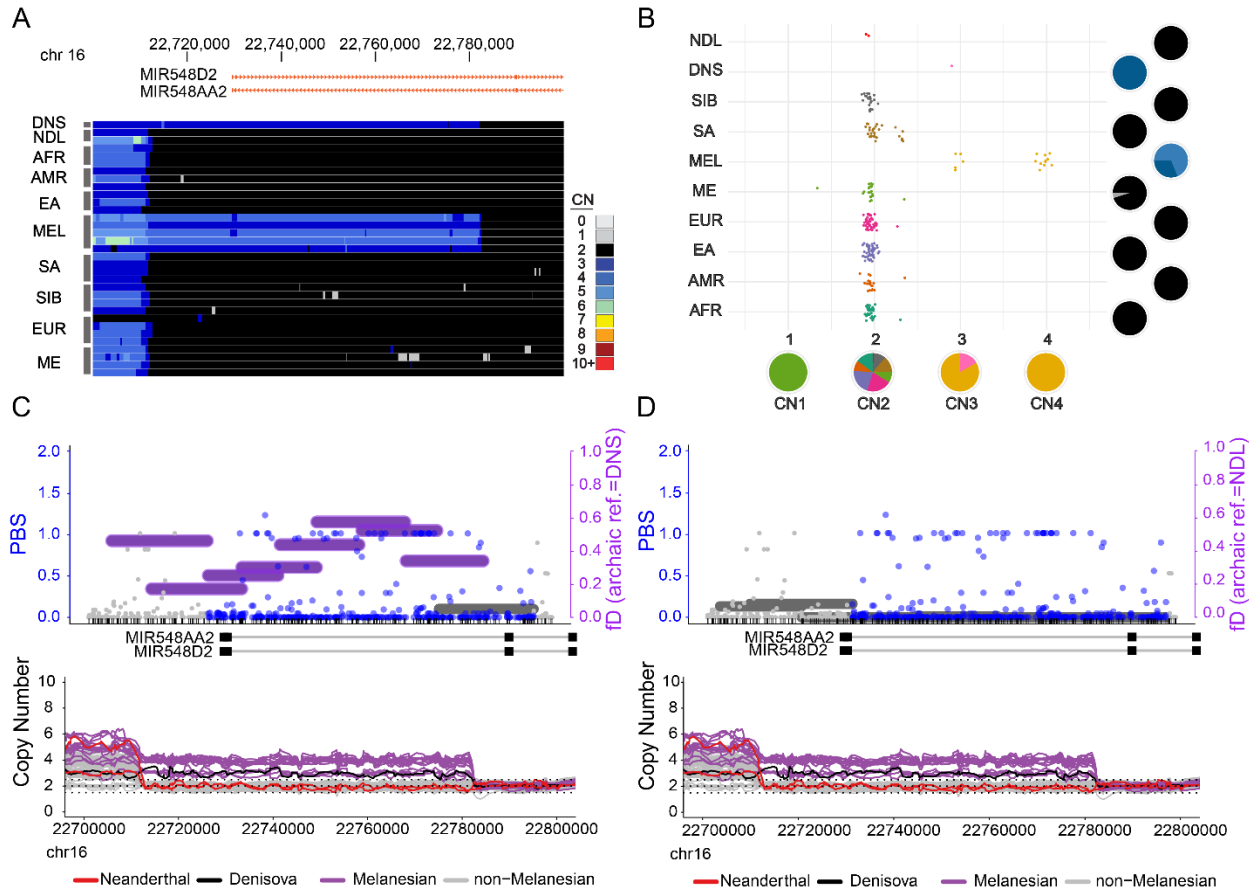 A
chr 16
22,720,000
22,740,000
22,760,000
22,780,000
MIR548D2
MIR548AA2
DNS
NDL
AFR
AMR
EA
MEL
SA
SIB
EUR
ME
CN
0
1
2
3
4
5
6
7
8
9
10+
B
NDL
DNS
SIB
SA
MEL
ME
EUR
EA
AMR
AFR
1
2
3
4
CN1
CN2
CN3
CN4
C
PBS
2.0
1.5
1.0
0.5
0.0
1.0
0.8
0.6
0.4
0.2
0.0
fD (archaic ref.=DNS)
MIR548AA2
MIR548D2
Copy Number
10
8
6
4
2
0
22700000
22720000
22740000
22760000
22780000
22800000
chr16
Neanderthal
Denisova
Melanesian
non-Melanesian
D
PBS
2.0
1.5
1.0
0.5
0.0
1.0
0.8
0.6
0.4
0.2
0.0
fD (archaic ref.=NDL)
MIR548AA2
MIR548D2
Copy Number
10
8
6
4
2
0
22700000
22720000
22740000
22760000
22780000
22800000
chr16
Neanderthal
Denisova
Melanesian
non-Melanesian